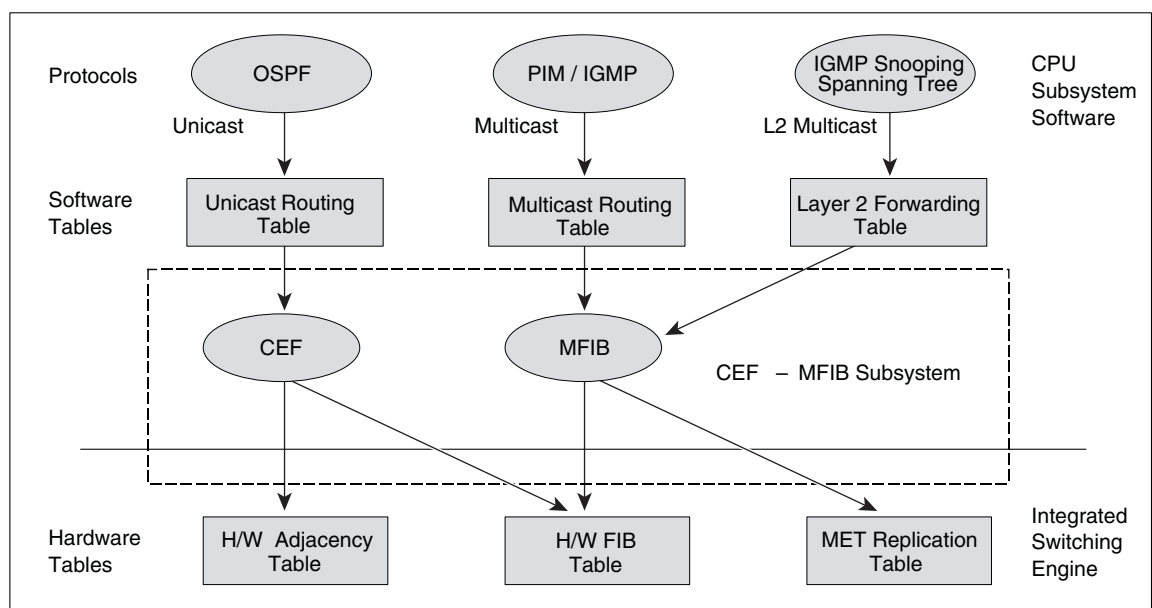 Protocols
OSPF
PIM / IGMP
IGMP Snooping
Spanning Tree
CPU
Subsystem
Software
Unicast
Multicast
L2 Multicast
Software
Tables
Unicast Routing
Table
Multicast Routing
Table
Layer 2 Forwarding
Table
CEF
MFIB
CEF – MFIB Subsystem
Hardware
Tables
H/W Adjacency
Table
H/W FIB
Table
MET Replication
Table
Integrated
Switching
Engine